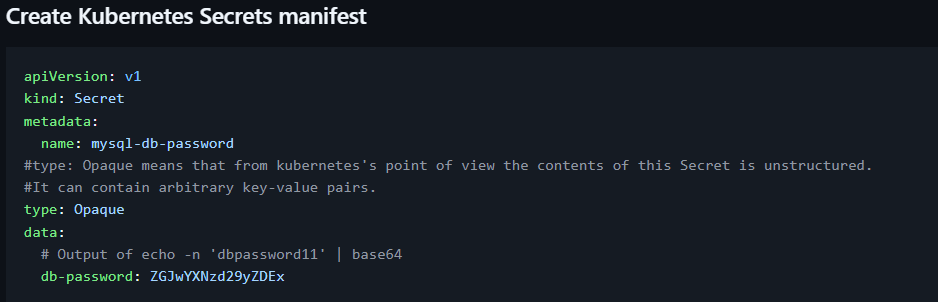 Create Kubernetes Secrets manifest
apiVersion: v1
kind: Secret
metadata:
  name: mysql-db-password
#type: Opaque means that from kubernetes's point of view the contents of this Secret is unstructured.
#It can contain arbitrary key-value pairs.
type: Opaque
data:
  # Output of echo -n 'dbpassword11' | base64
  db-password: ZGJwYXNzd29yZDEx